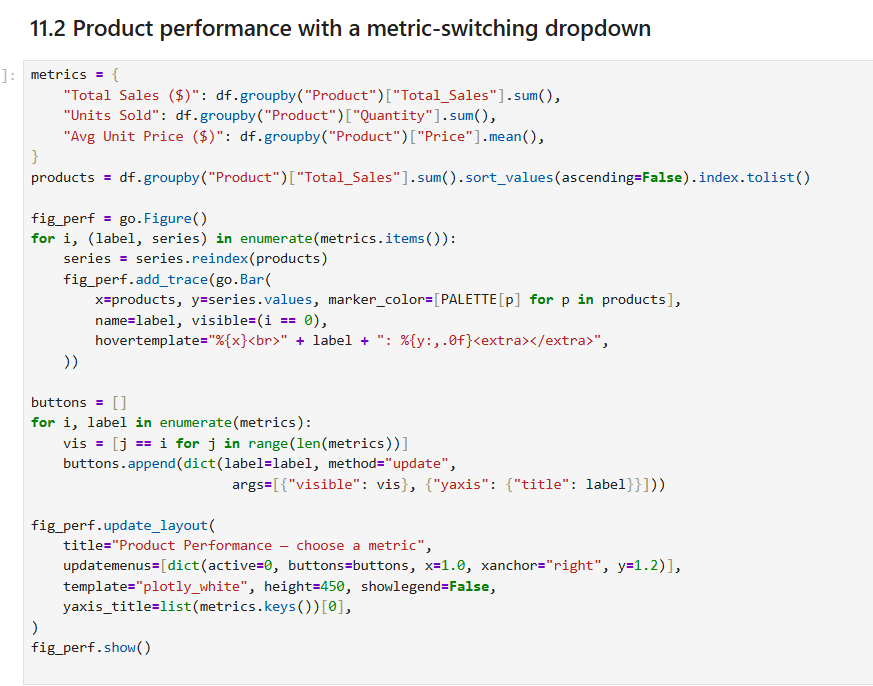 11.2 Product performance with a metric-switching dropdown
]:
metrics = {
    "Total Sales ($)": df.groupby("Product")["Total_Sales"].sum(),
    "Units Sold": df.groupby("Product")["Quantity"].sum(),
    "Avg Unit Price ($)": df.groupby("Product")["Price"].mean(),
}
products = df.groupby("Product")["Total_Sales"].sum().sort_values(ascending=False).index.tolist()

fig_perf = go.Figure()
for i, (label, series) in enumerate(metrics.items()):
    series = series.reindex(products)
    fig_perf.add_trace(go.Bar(
        x=products, y=series.values, marker_color=[PALETTE[p] for p in products],
        name=label, visible=(i == 0),
        hovertemplate="%{x}<br>" + label + ": %{y:,.0f}<extra></extra>",
    ))

buttons = []
for i, label in enumerate(metrics):
    vis = [j == i for j in range(len(metrics))]
    buttons.append(dict(label=label, method="update",
                         args=[{"visible": vis}, {"yaxis": {"title": label}}]))

fig_perf.update_layout(
    title="Product Performance — choose a metric",
    updatemenus=[dict(active=0, buttons=buttons, x=1.0, xanchor="right", y=1.2)],
    template="plotly_white", height=450, showlegend=False,
    yaxis_title=list(metrics.keys())[0],
)
fig_perf.show()